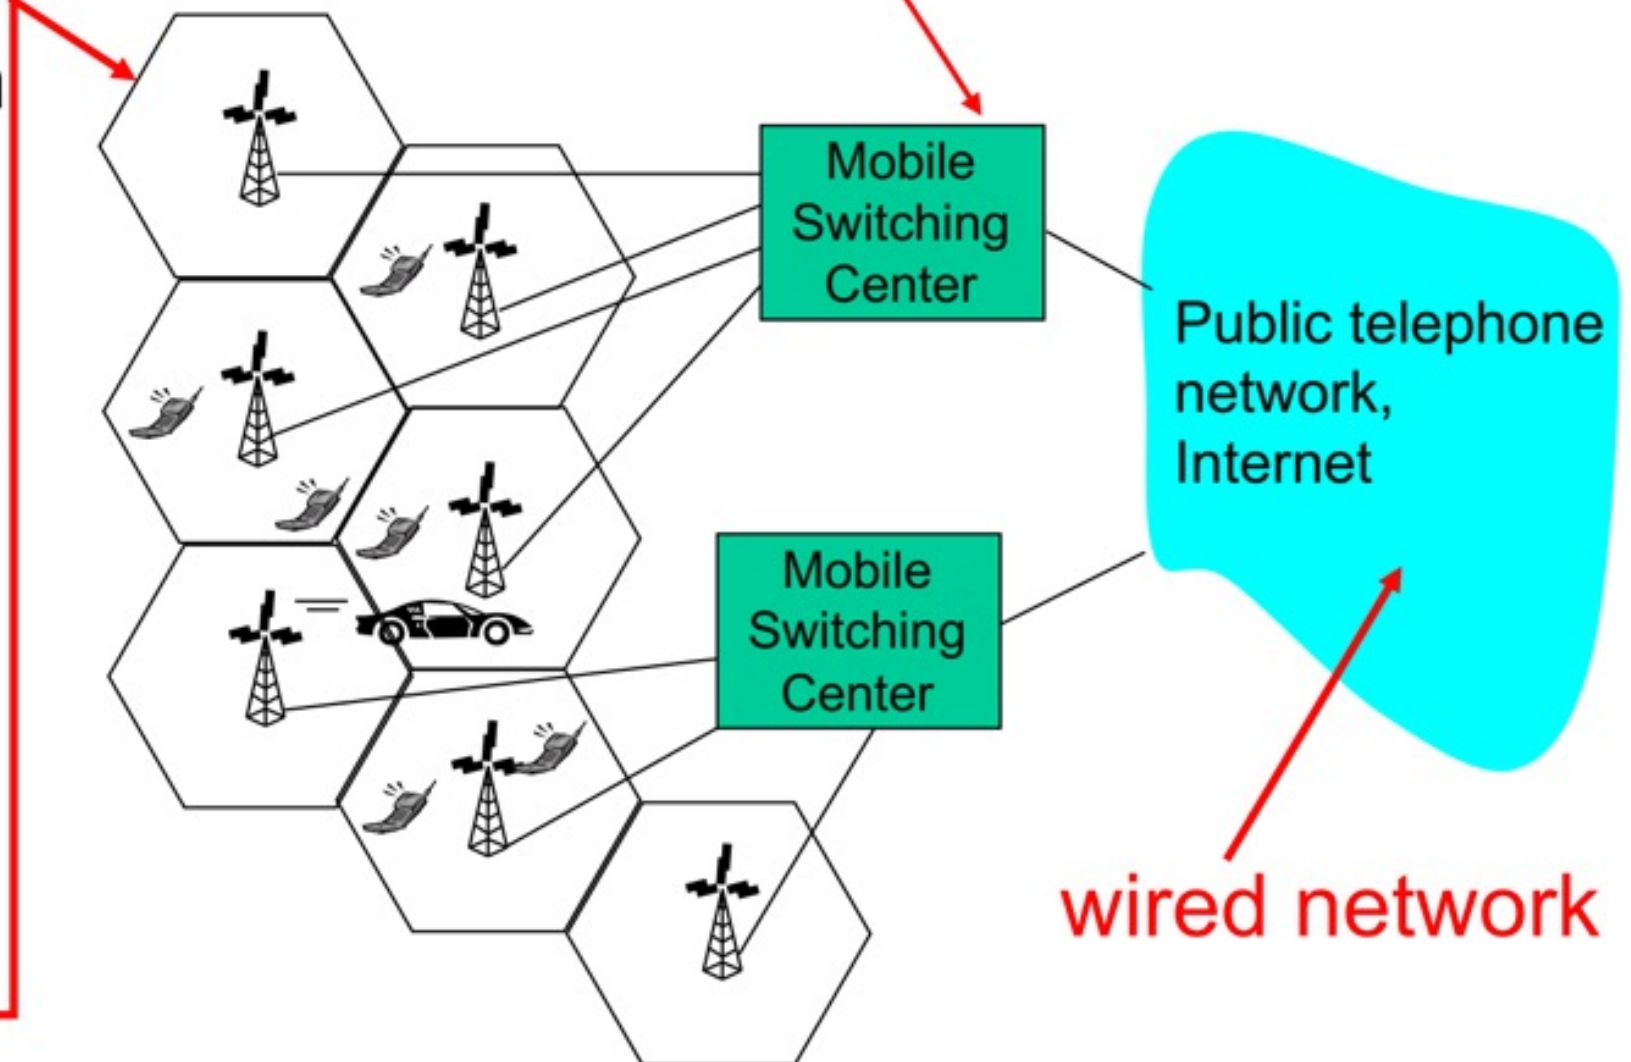 Mobile
Switching
Center
Public telephone
network,
Internet
Mobile
Switching
Center
wired network